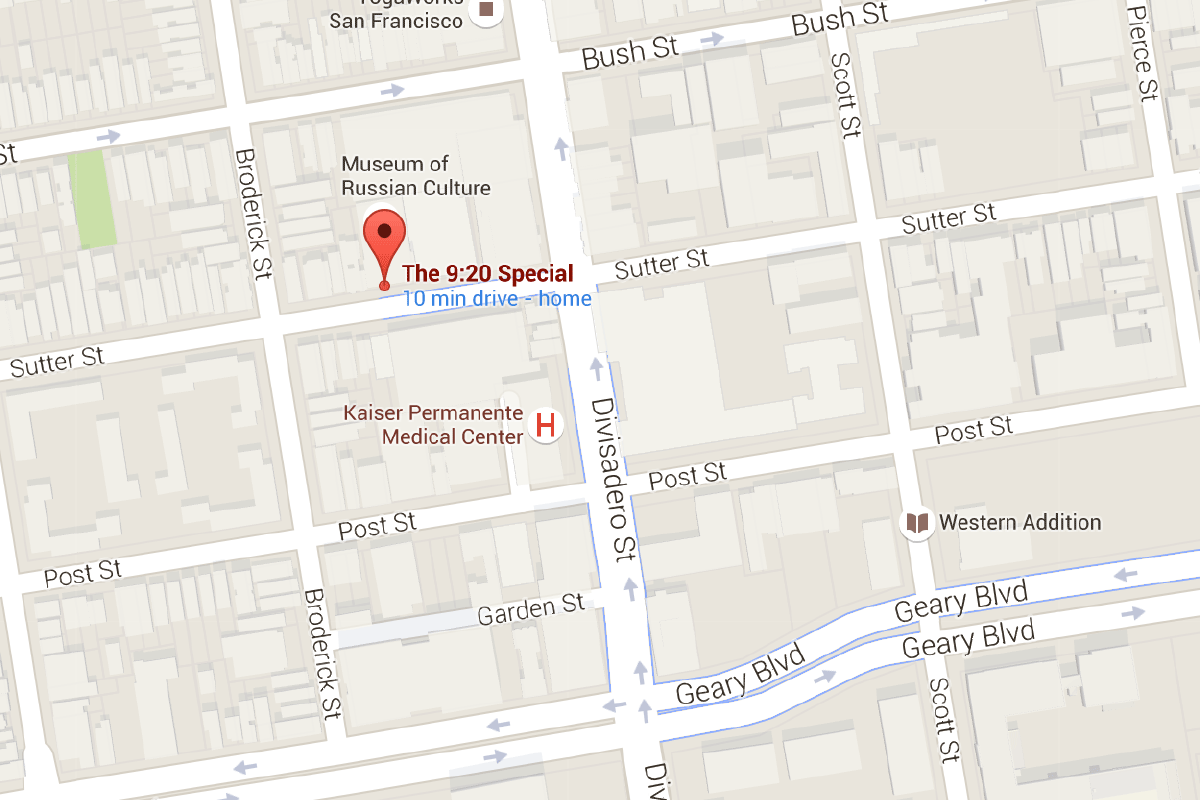 YogaWorks
San Francisco
Bush St
Bush St
Pierce St
Scott St
St
Museum of
Russian Culture
Broderick St
Sutter St
Sutter St
The 9:20 Special
10 min drive - home
Sutter St
Kaiser Permanente
Medical Center
H
Divisadero St
Post St
Post St
Post St
Western Addition
Post St
Broderick St
Garden St
Geary Blvd
Geary Blvd
Geary Blvd
Scott St
Div